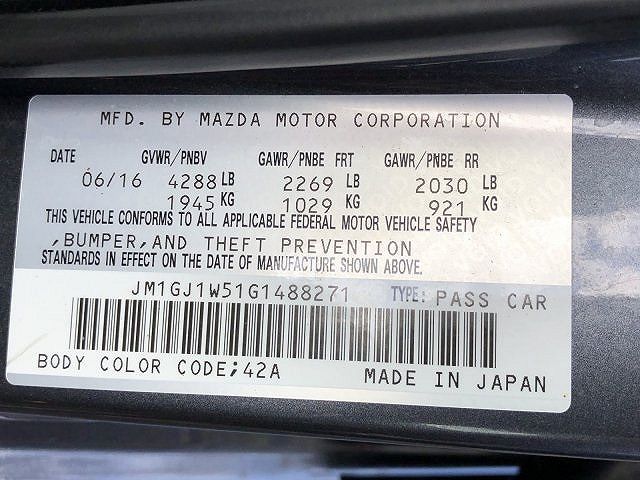 MFD. BY MAZDA MOTOR CORPORATION
DATE GVWR/PNBV GAWR/PNBE FRT GAWR/PNBE RR
06/16 4288 LB 2269 LB 2030 LB
1945 KG 1029 KG 921 KG
THIS VEHICLE CONFORMS TO ALL APPLICABLE FEDERAL MOTOR VEHICLE SAFETY
,BUMPER,AND THEFT PREVENTION
STANDARDS IN EFFECT ON THE DATE OF MANUFACTURE SHOWN ABOVE.
JM1GJ1W51G1488271 TYPE: PASS CAR
BODY COLOR CODE;42A MADE IN JAPAN